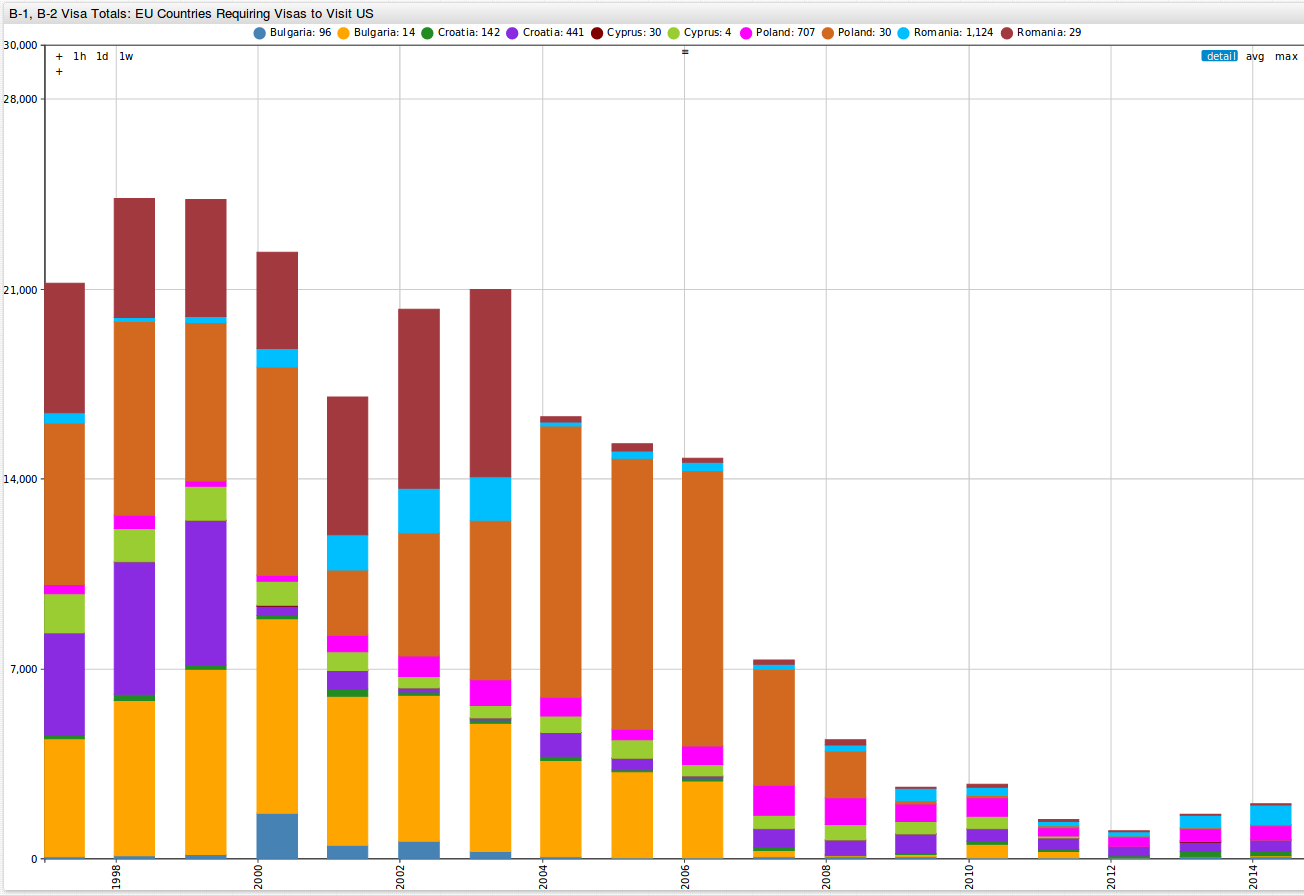 B-1, B-2 Visa Totals: EU Countries Requiring Visas to Visit US
Bulgaria: 96 Bulgaria: 14 Croatia: 142 Croatia: 441 Cyprus: 30 Cyprus: 4 Poland: 707 Poland: 30 Romania: 1,124 Romania: 29
30,000
+ 1h 1d 1w
≡
detail avg max
+
28,000
21,000
14,000
7,000
0
1998 2000 2002 2004 2006 2008 2010 2012 2014